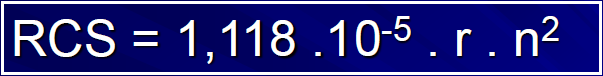 RCS = 1,118 .10⁻⁵ . r . n²